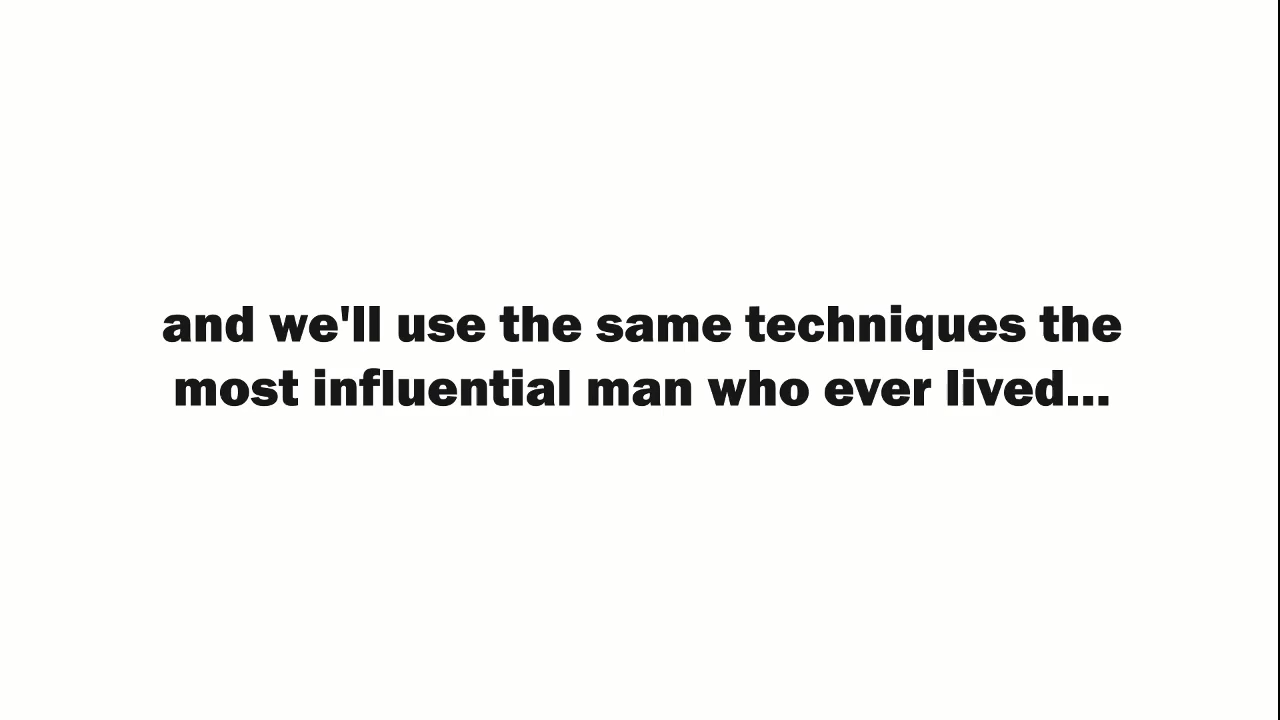 and we'll use the same techniques the
most influential man who ever lived...